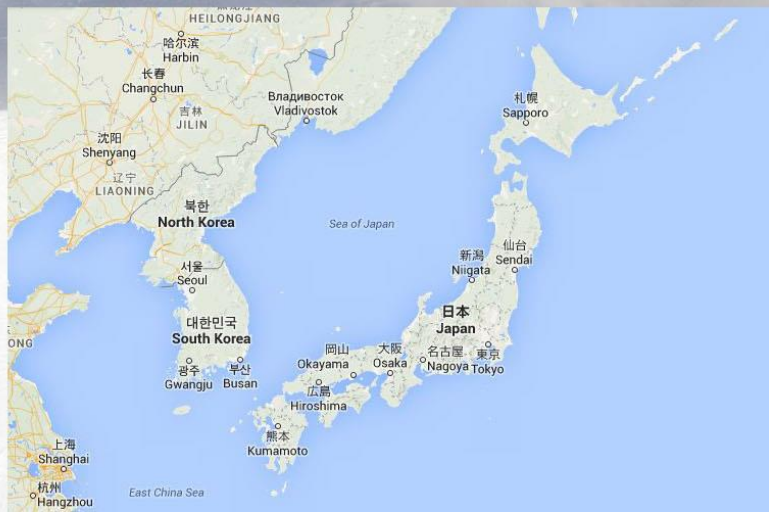 HEILONGJIANG
哈尔滨
Harbin
长春
Changchun
吉林
JILIN
Владивосток
Vladivostok
札幌
Sapporo
沈阳
Shenyang
辽宁
LIAONING
북한
North Korea
Sea of Japan
仙台
Sendai
新潟
Niigata
서울
Seoul
日本
Japan
대한민국
South Korea
ONG
광주
Gwangju
부산
Busan
岡山
Okayama
大阪
Osaka
名古屋
Nagoya
東京
Tokyo
広島
Hiroshima
熊本
Kumamoto
上海
Shanghai
杭州
Hangzhou
East China Sea